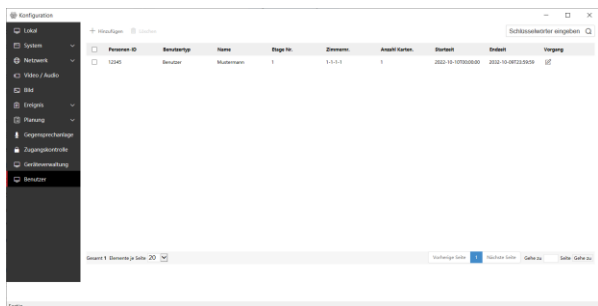 Konfiguration
Lokal
System
Netzwerk
Video / Audio
Bild
Ereignis
Planung
Gegensprechanlage
Zugangskontrolle
Geräteverwaltung
Benutzer
Hinzufügen Löschen Schlüsselwörter eingeben
Personen-ID Benutzertyp Name Etage Nr. Zimmernr. Anzahl Karten. Startzeit Endzeit Vorgang
12345 Benutzer Mustermann 1 1-1-1-1 1 2022-10-10T00:00:00 2032-10-09T23:59:59
Gesamt 1 Elemente je Seite 20 Vorherige Seite 1 Nächste Seite Gehe zu Seite Gehe zu